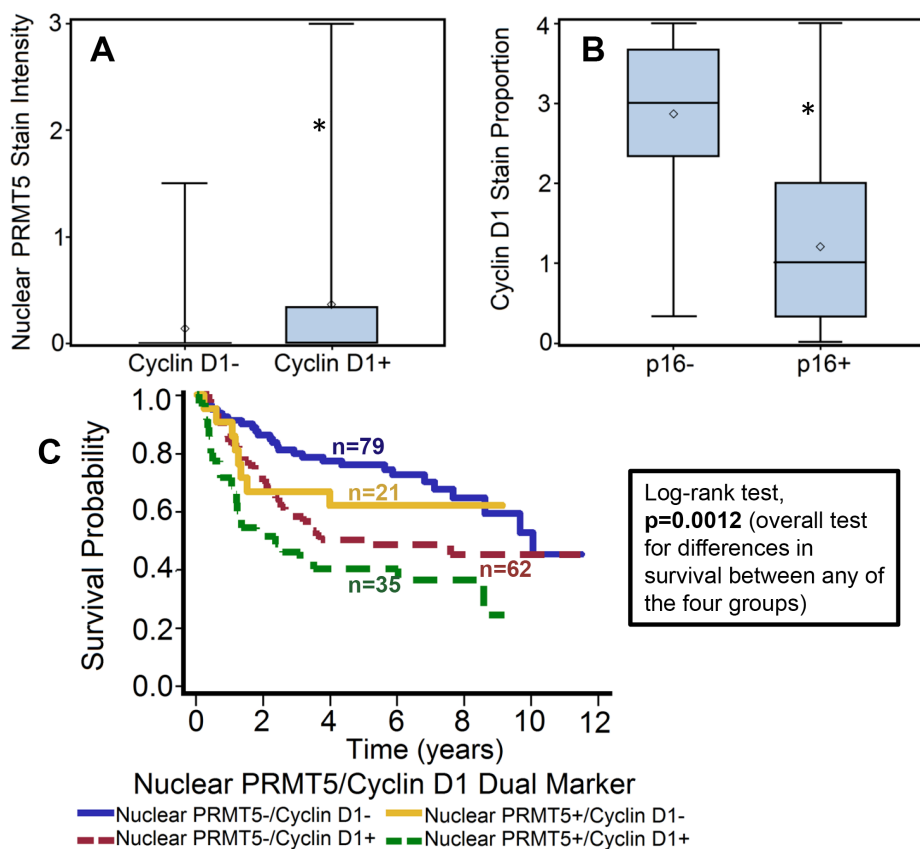 A
Nuclear PRMT5 Stain Intensity
3
2
1
0
*
Cyclin D1-
Cyclin D1+
B
Cyclin D1 Stain Proportion
4
3
2
1
0
*
p16-
p16+
C
Survival Probability
1.0
0.8
0.6
0.4
0.2
0.0
n=79
n=21
n=62
n=35
0 2 4 6 8 10 12
Time (years)
Log-rank test,
p=0.0012 (overall test
for differences in
survival between any of
the four groups)
Nuclear PRMT5/Cyclin D1 Dual Marker
Nuclear PRMT5-/Cyclin D1- Nuclear PRMT5+/Cyclin D1-
Nuclear PRMT5-/Cyclin D1+ Nuclear PRMT5+/Cyclin D1+